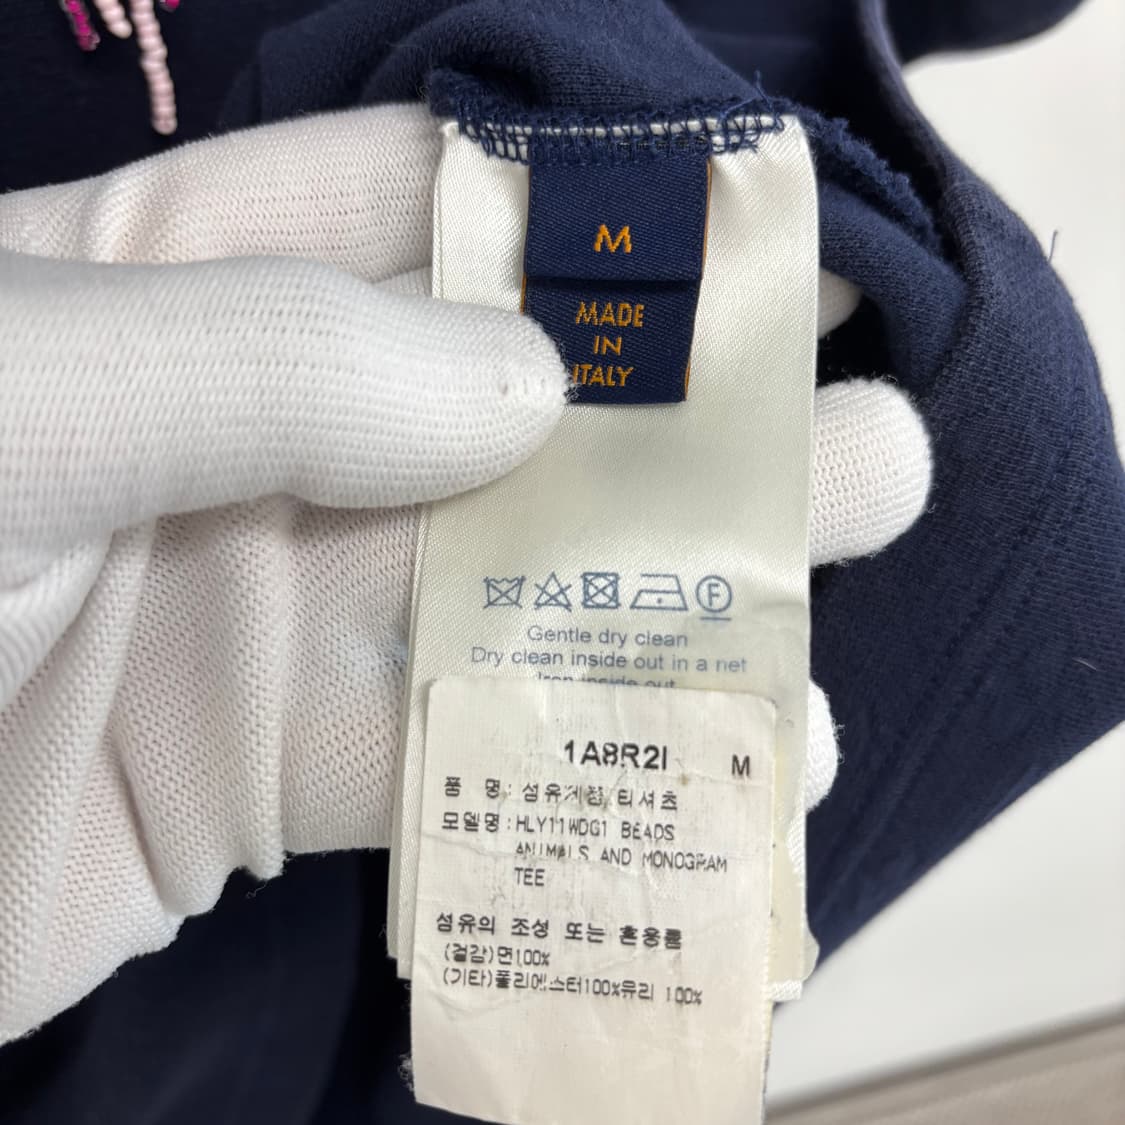 M
MADE
IN
ITALY
F
Gentle dry clean
Dry clean inside out in a net
Iron inside out
1A8R2I M
품 명: 섬유제품, 티셔츠
모델명: HLY11WDG1 BEADS
ANIMALS AND MONOGRAM
TEE
섬유의 조성 또는 혼용률
(겉감)면100%
(기타)폴리에스터100%유리 100%